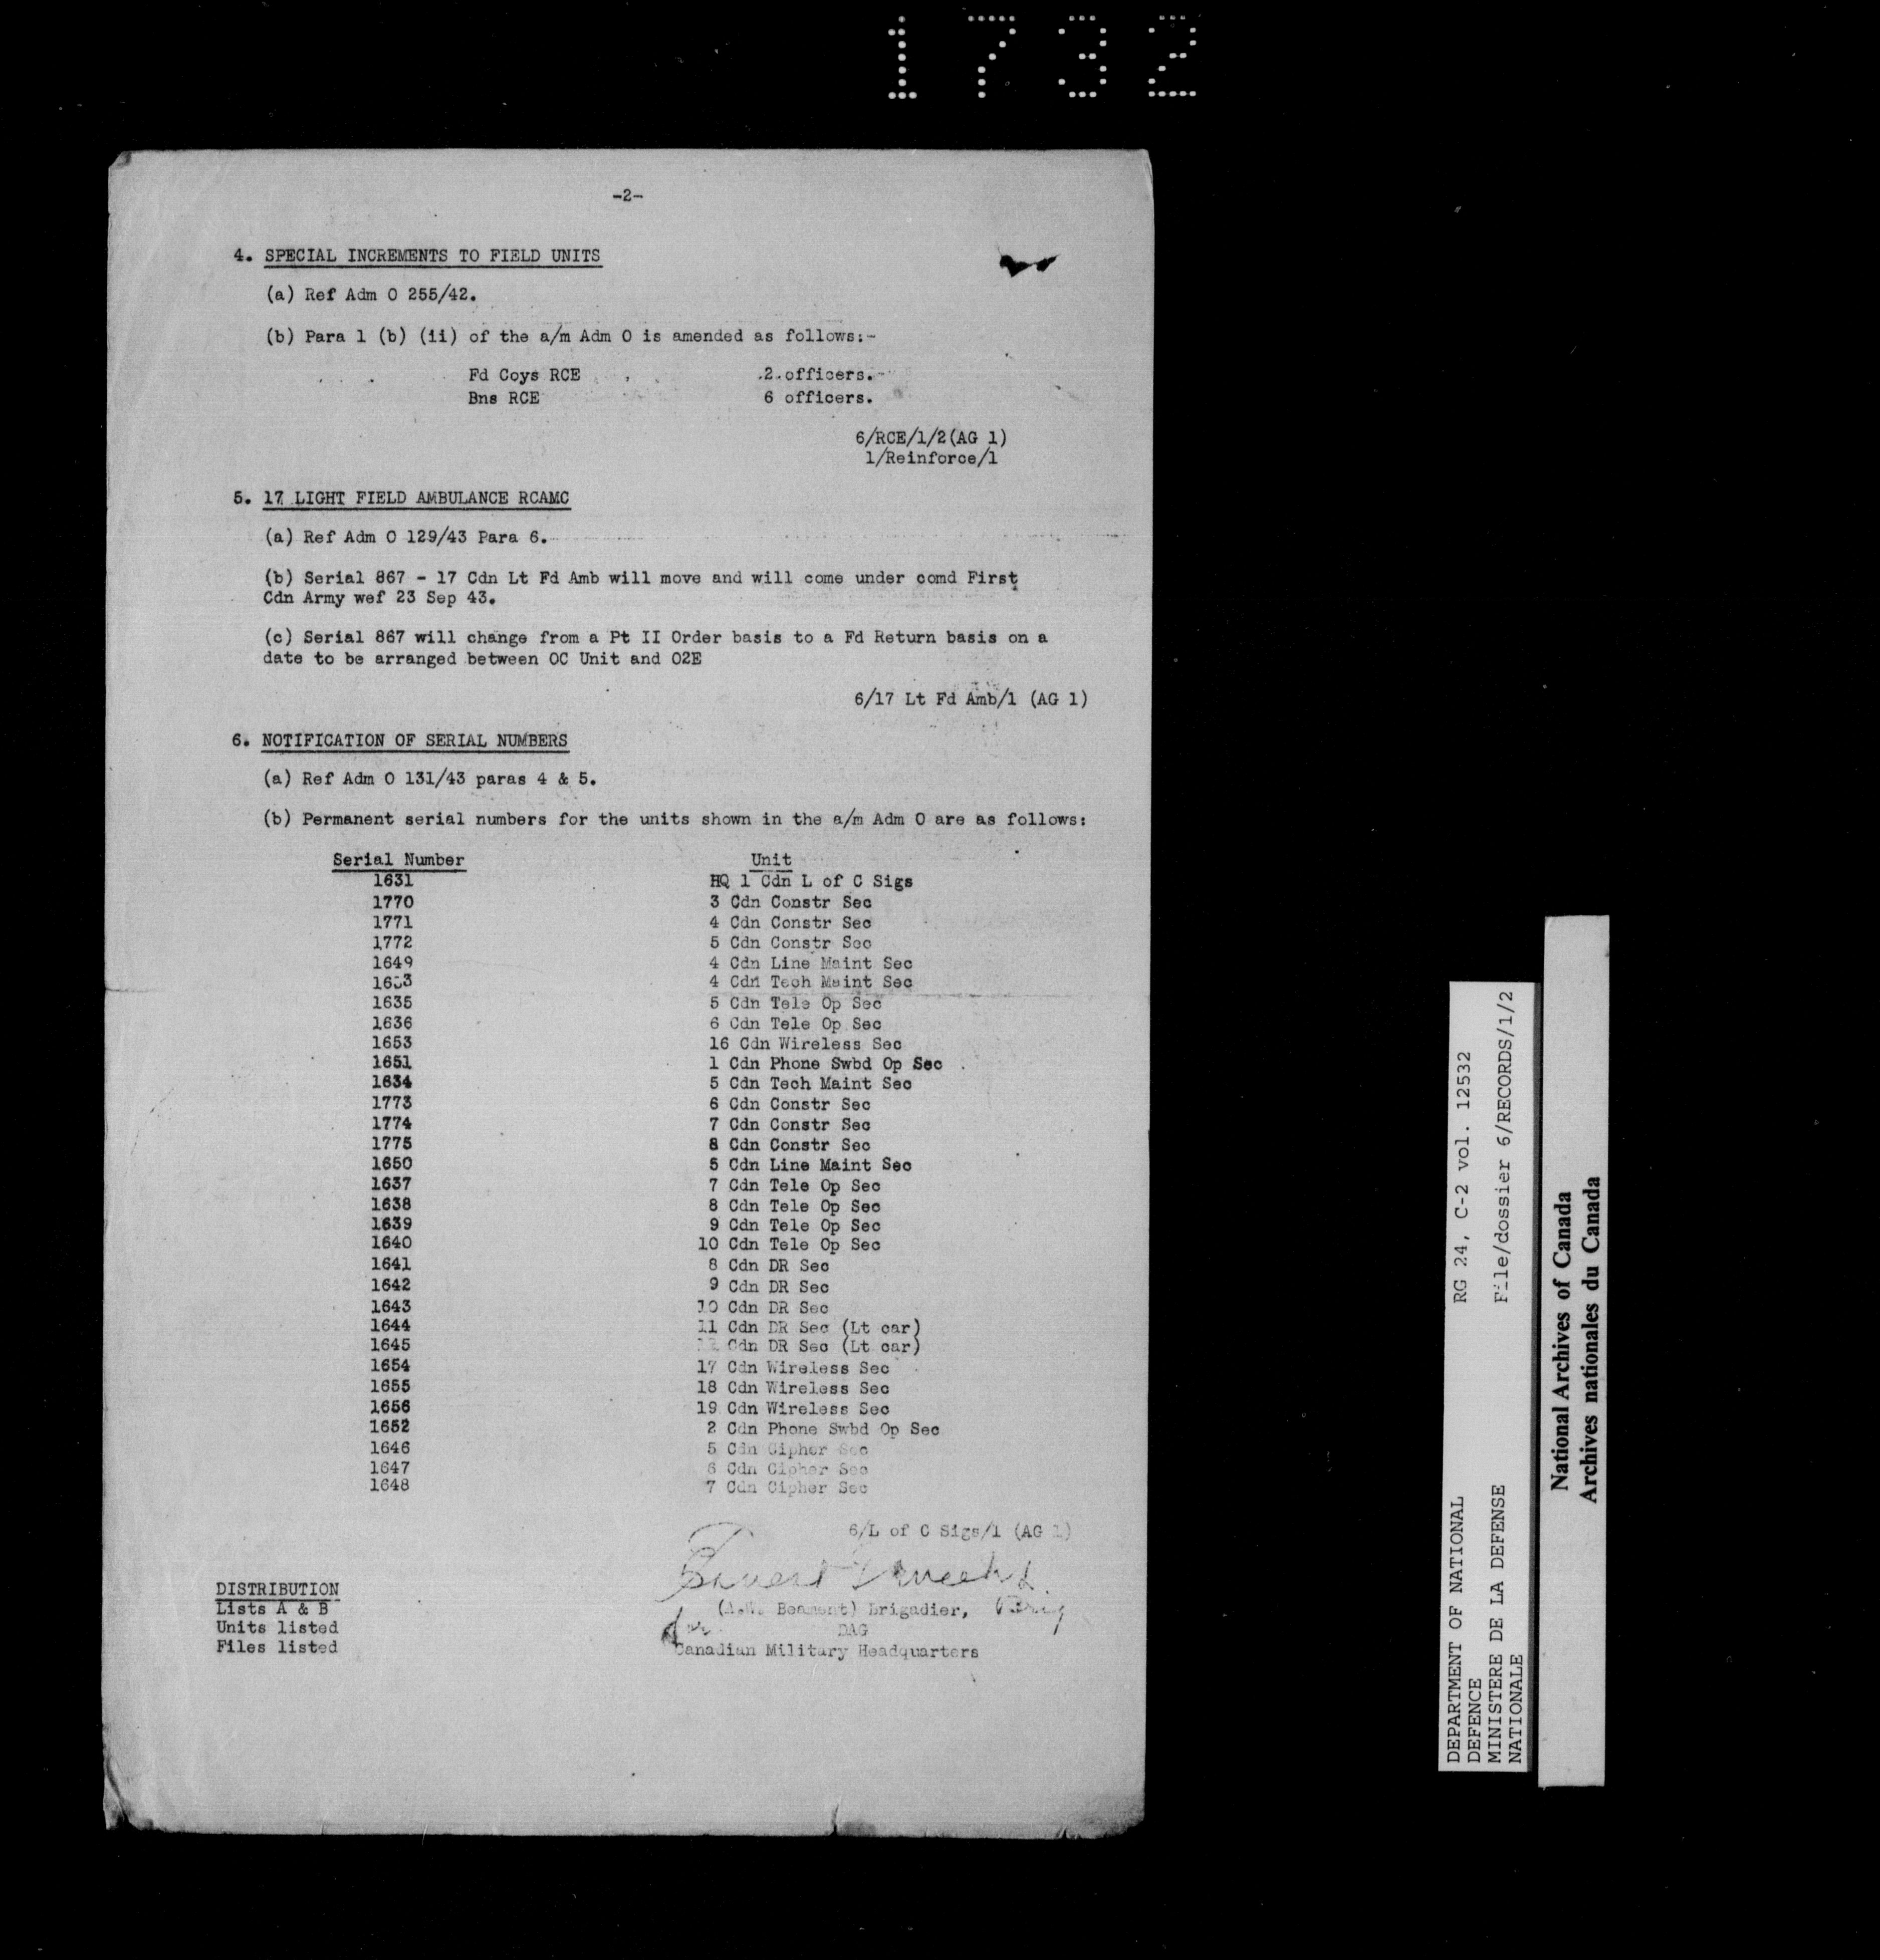 1732
-2-
4. SPECIAL INCREMENTS TO FIELD UNITS
(a) Ref Adm O 255/42.
(b) Para 1 (b) (ii) of the a/m Adm O is amended as follows:-
Fd Coys RCE 2 officers.
Bns RCE 6 officers.
6/RCE/1/2(AG 1)
1/Reinforce/1
5. 17 LIGHT FIELD AMBULANCE RCAMC
(a) Ref Adm O 129/43 Para 6.
(b) Serial 867 - 17 Cdn Lt Fd Amb will move and will come under comd First
Cdn Army wef 23 Sep 43.
(c) Serial 867 will change from a Pt II Order basis to a Fd Return basis on a
date to be arranged between OC Unit and O2E
6/17 Lt Fd Amb/1 (AG 1)
6. NOTIFICATION OF SERIAL NUMBERS
(a) Ref Adm O 131/43 paras 4 & 5.
(b) Permanent serial numbers for the units shown in the a/m Adm O are as follows:
Serial Number Unit
1631 HQ 1 Cdn L of C Sigs
1770 3 Cdn Constr Sec
1771 4 Cdn Constr Sec
1772 5 Cdn Constr Sec
1649 4 Cdn Line Maint Sec
4 Cdn Tech Maint Sec
1635 5 Cdn Tele Op Sec
1636 6 Cdn Tele Op Sec
1653 16 Cdn Wireless Sec
1651 1 Cdn Phone Swbd Op Sec
1634 5 Cdn Tech Maint Sec
1773 6 Cdn Constr Sec
1774 7 Cdn Constr Sec
1775 8 Cdn Constr Sec
1650 5 Cdn Line Maint Sec
1637 7 Cdn Tele Op Sec
1638 8 Cdn Tele Op Sec
1639 9 Cdn Tele Op Sec
1640 10 Cdn Tele Op Sec
1641 8 Cdn DR Sec
1642 9 Cdn DR Sec
1643 10 Cdn DR Sec
1644 11 Cdn DR Sec (Lt car)
1645 Cdn DR Sec (Lt car)
1654 17 Cdn Wireless Sec
1655 18 Cdn Wireless Sec
1656 19 Cdn Wireless Sec
1652 2 Cdn Phone Swbd Op Sec
1646 5 Cdn Cipher Sec
1647 6 Cdn Cipher Sec
1648 7 Cdn Cipher Sec
6/L of C Sigs/1 (AG 1)
(A.W. Beament) Brigadier, Brig
for DAG
Canadian Military Headquarters
DISTRIBUTION
Lists A & B
Units listed
Files listed
DEPARTMENT OF NATIONAL RG 24, C-2 vol. 12532
DEFENCE
MINISTERE DE LA DEFENSE File/dossier 6/RECORDS/1/2
NATIONALE
National Archives of Canada
Archives nationales du Canada